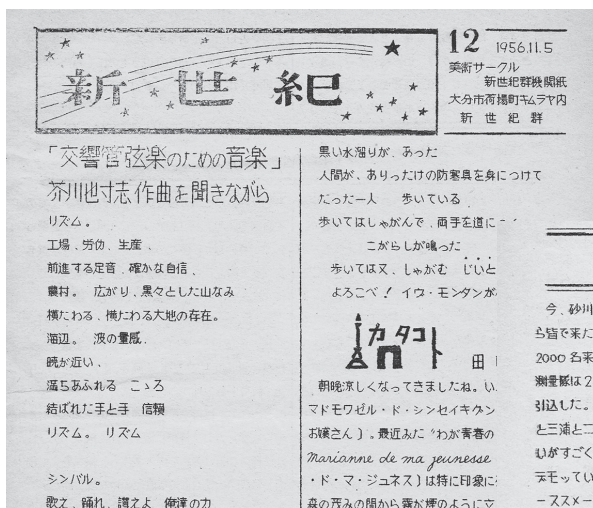 新世紀
12 1956.11.5
美術サークル
新世紀群機関紙
大分市荷揚町キムラヤ内
新世紀群
「交響管弦楽のための音楽」
芥川也寸志作曲を聞きながら
リズム。
工場、労仂、生産、
前進する足音、確かな自信、
農村。 広がり、黒々とした山なみ
横たわる、横たわる大地の存在。
海辺。 波の量感、
暁が近い、
満ちあふれる こゝろ
結ばれた手と手 信頼
リズム。 リズム
シンバル。
歌え、踊れ、讃えよ 俺達の力
黒い水溜りが、あった
人間が、ありったけの防寒具を身につけて
たった一人 歩いている
歩いてはしゃがんで、両手を道に
こがらしが鳴った
歩いては又、しゃがむ じいと
よろこべ! イヴ・モンタンが
カタコト
田
朝晩涼しくなってきましたね。い
マドモワゼル・ド・シンセイキグン
お嬢さん)。最近みた〝わが青春の
Marianne de ma jeunesse
・ド・マ・ジュネス)は特に印象に
森の茂みの間から霧が煙のように立
今、砂川
ら皆で来た
2000名来
測量隊は2
引込した。
と三浦と二
いがすごく
デモってい
ーススメー